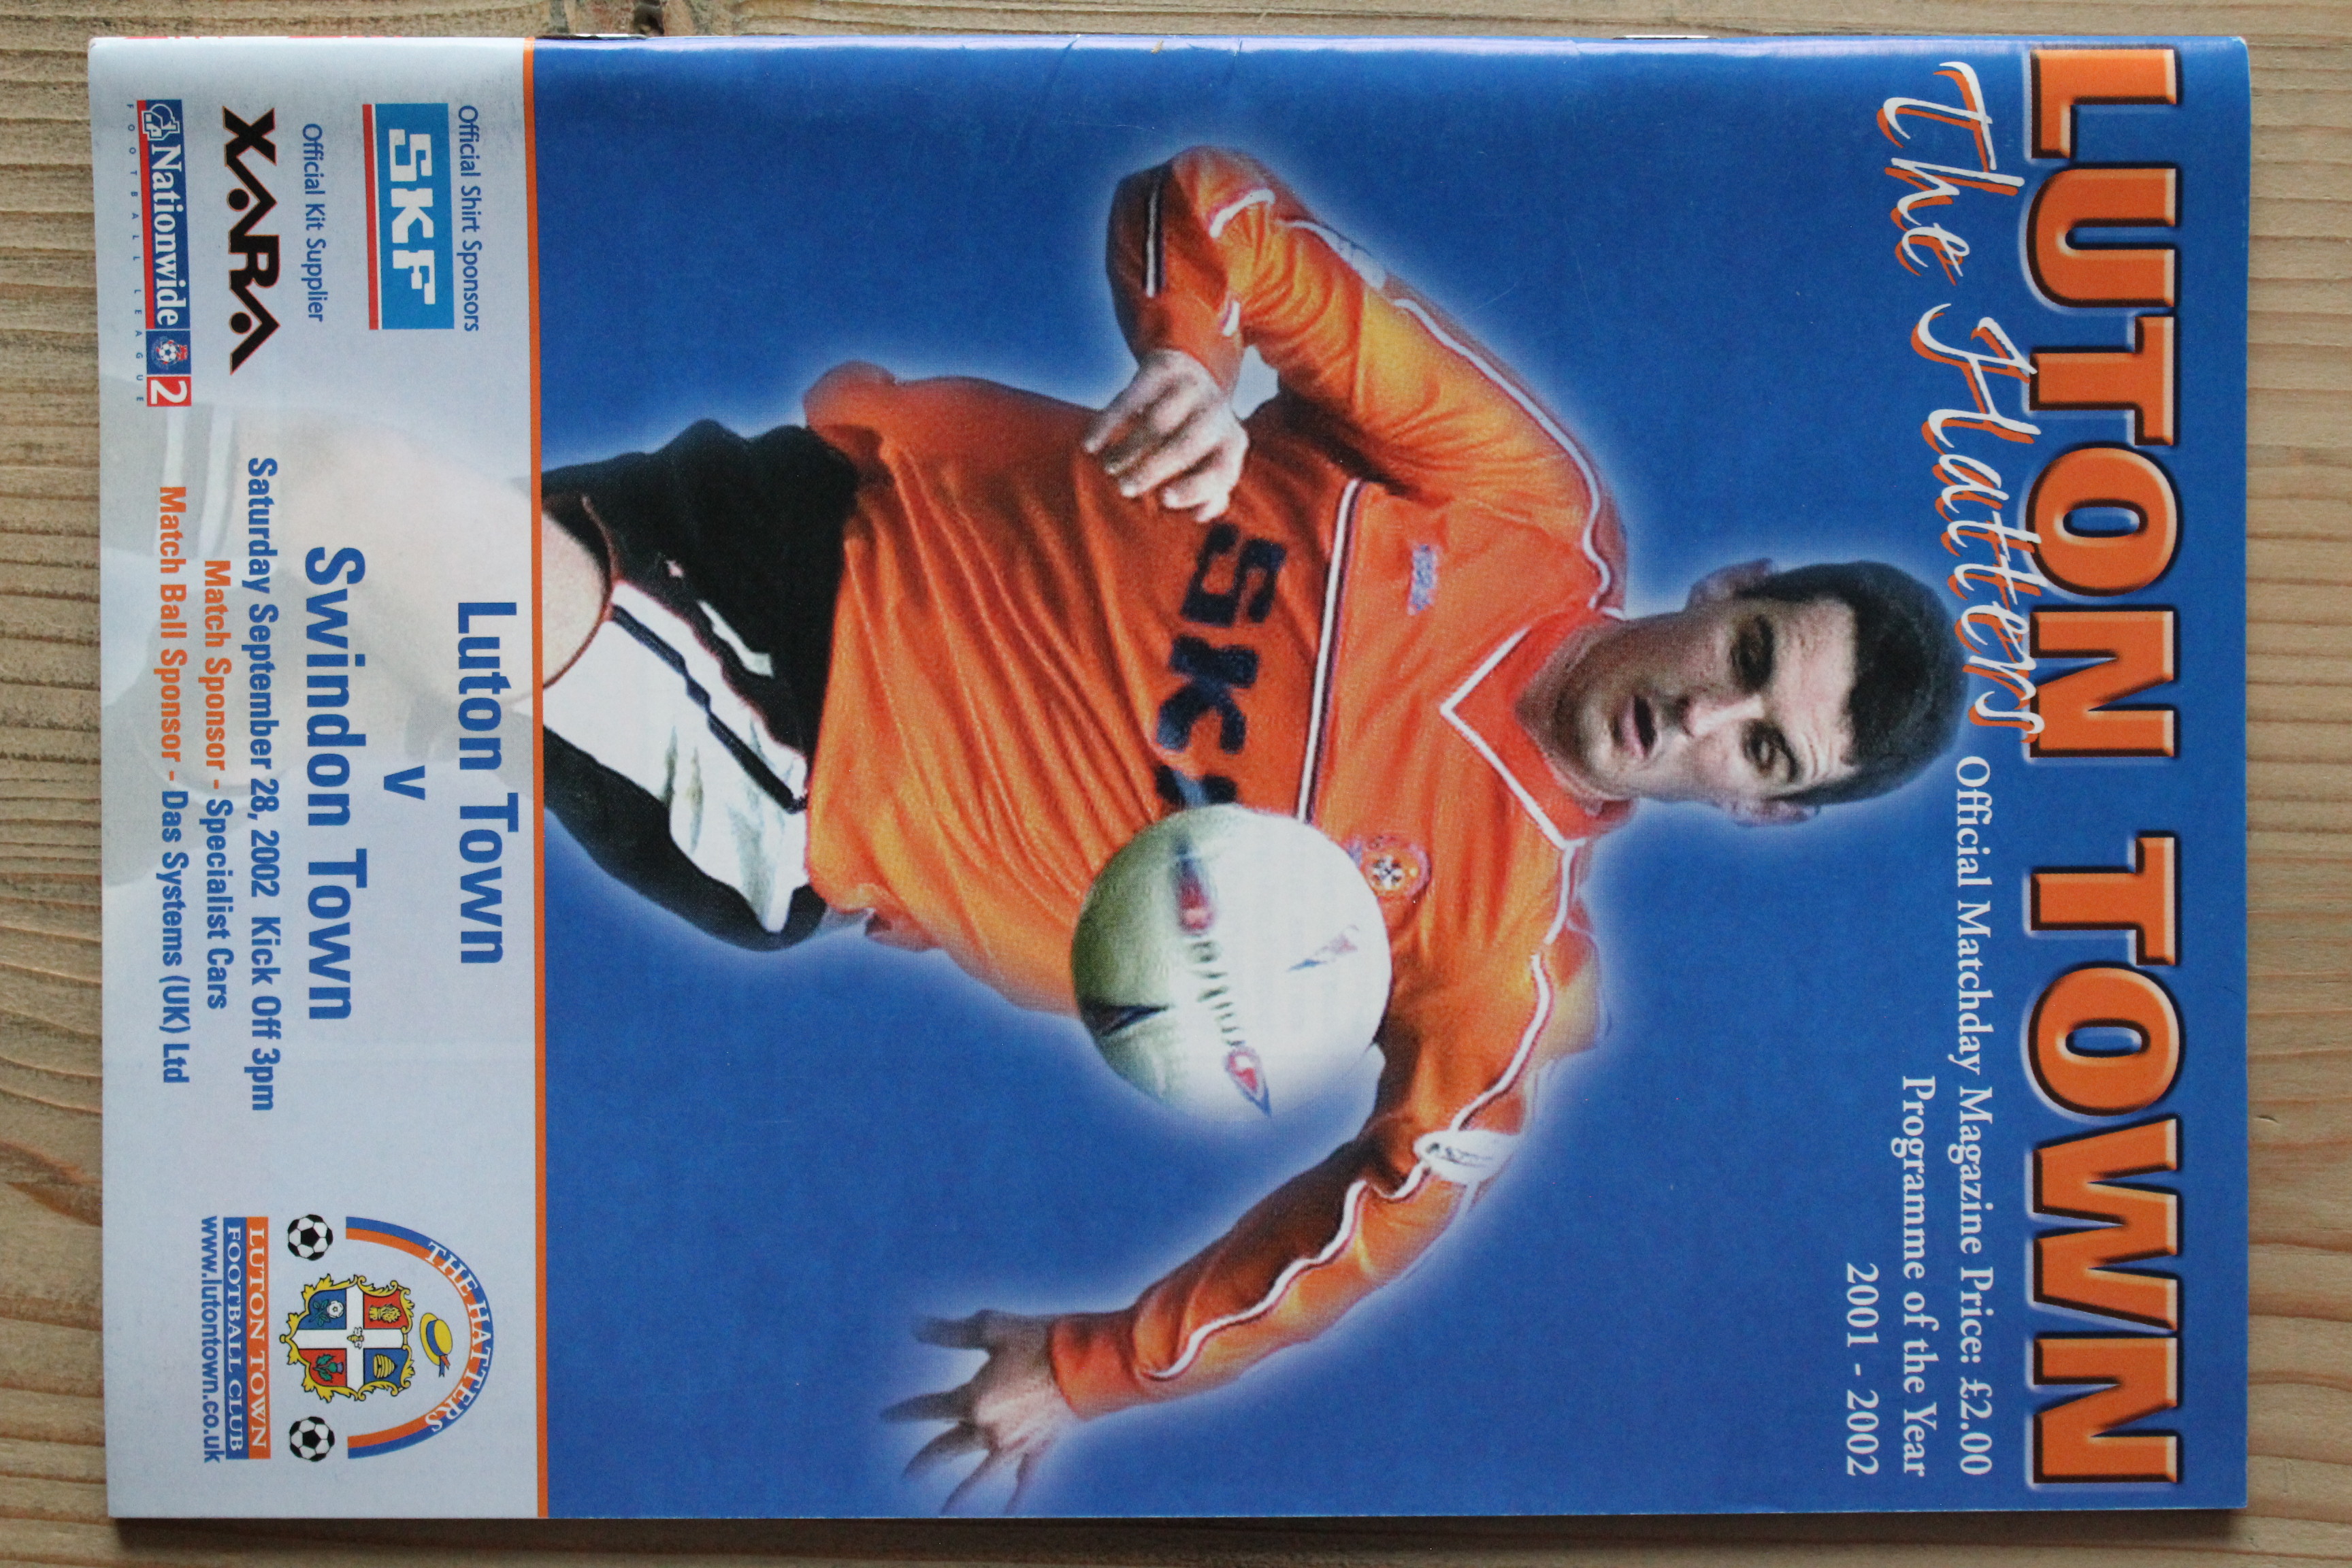 LUTON TOWN
The Hatters
Official Matchday Magazine Price: £2.00
Programme of the Year
2001 - 2002
SKF
Mitre
THE HATTERS
Official Shirt Sponsors
SKF
Official Kit Supplier
XARA
Nationwide 2
FOOTBALL LEAGUE
Luton Town
v
Swindon Town
Saturday September 28, 2002 Kick Off 3pm
Match Sponsor - Specialist Cars
Match Ball Sponsor - Das Systems (UK) Ltd
LUTON TOWN
FOOTBALL CLUB
www.lutontown.co.uk